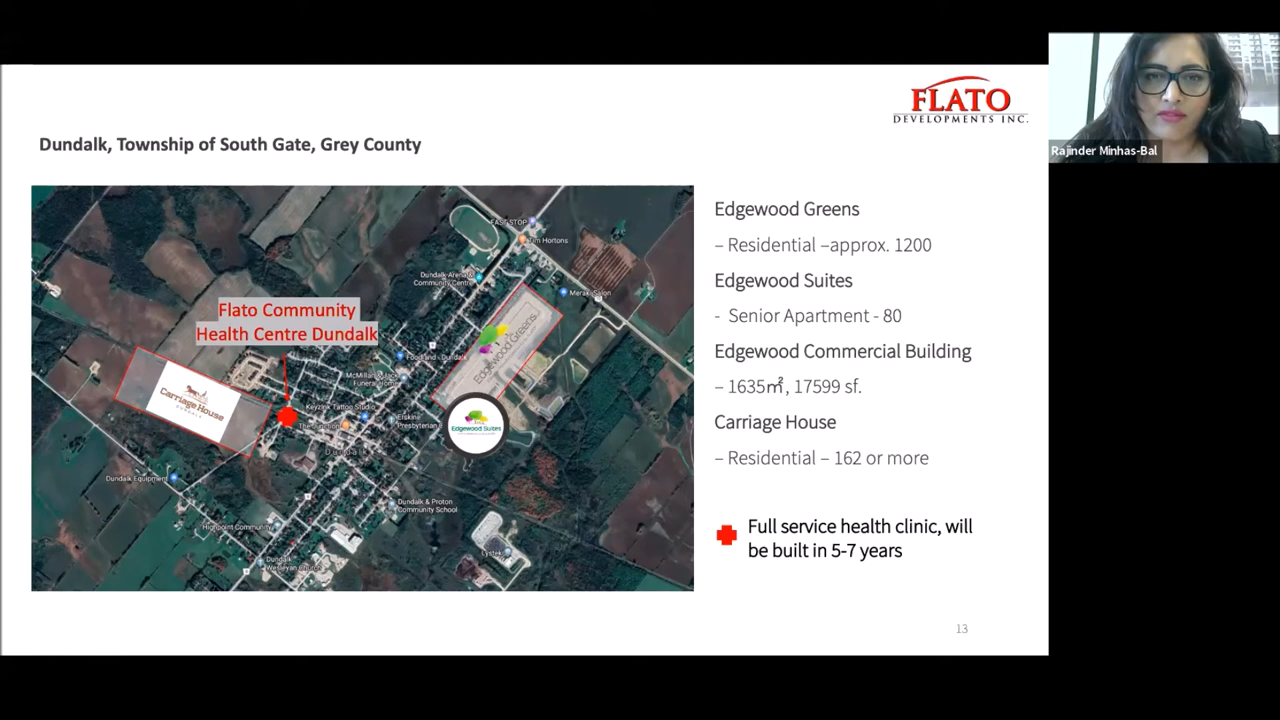 FLATO
DEVELOPMENTS INC.
Rajinder Minhas-Bal
Dundalk, Township of South Gate, Grey County
FAST STOP
Tim Hortons
Dundalk Arena &
Community Centre
Merak Salon
Flato Community
Health Centre Dundalk
Edgewood Greens
Foodland - Dundalk
McMillan & Jack
Funeral Home
Carriage House
DUNDALK
Keyzink Tattoo Studio
The Junction
Erskine
Presbyterian
Edgewood Suites
Dundalk
Dundalk Equipment
Dundalk & Proton
Community School
Highpoint Community
Lystek
Dundalk
Wesleyan Church
Edgewood Greens
– Residential –approx. 1200
Edgewood Suites
- Senior Apartment - 80
Edgewood Commercial Building
– 1635㎡, 17599 sf.
Carriage House
– Residential – 162 or more
Full service health clinic, will
be built in 5-7 years
13